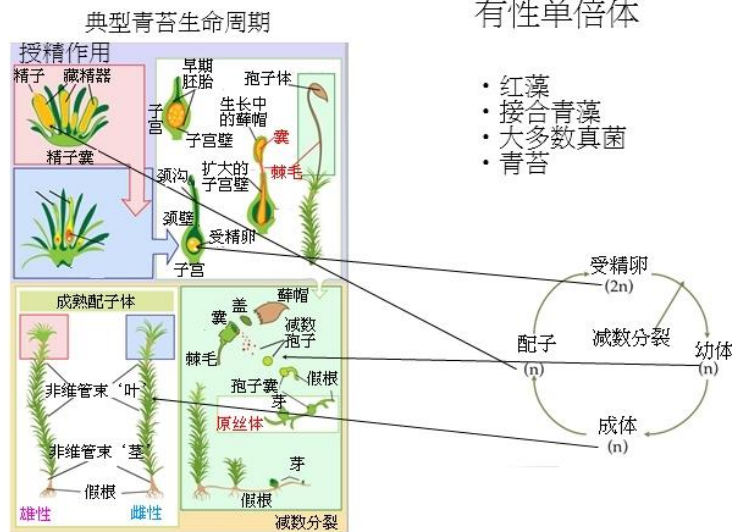 典型青苔生命周期
授精作用
精子 藏精器
精子囊
早期
胚胎
子
宫
子宫壁
孢子体
生长中
的藓帽
囊
棘毛
颈沟
扩大的
子宫壁
颈壁
受精卵
子宫
成熟配子体
非维管束‘叶’
非维管束‘茎’
假根
雄性
雌性
藓帽
盖
囊
减数
孢子
棘毛
孢子囊
假根
芽
原丝体
芽
假根
减数分裂
有性单倍体
·红藻
·接合青藻
·大多数真菌
·青苔
受精卵
(2n)
减数分裂
配子
(n)
幼体
(n)
成体
(n)